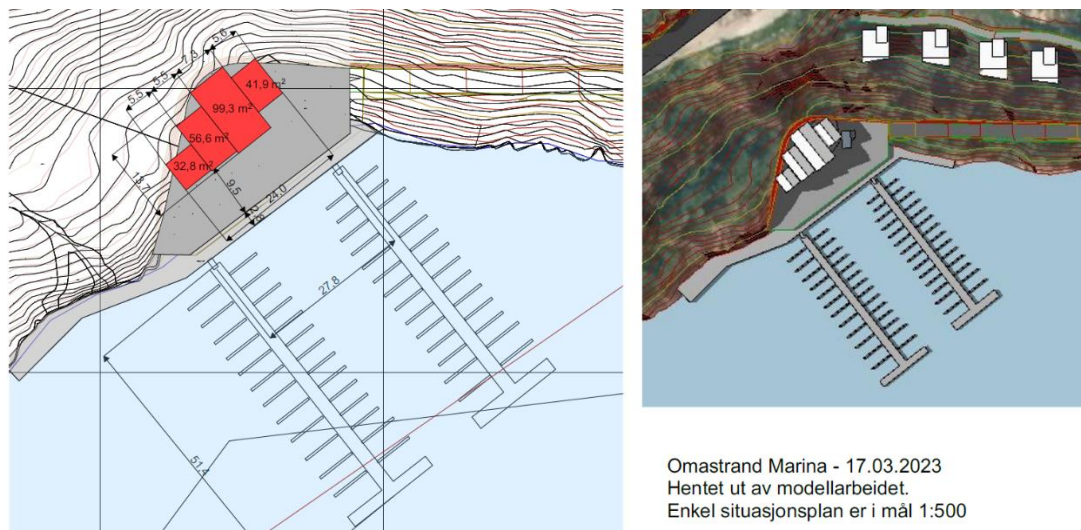 5,5
5,5
7,3
5,6
41,9 m²
99,3 m²
56,6 m²
32,8 m²
13,7
9,5
24,0
27,8
51,4
Omastrand Marina - 17.03.2023
Hentet ut av modellarbeidet.
Enkel situasjonsplan er i mål 1:500